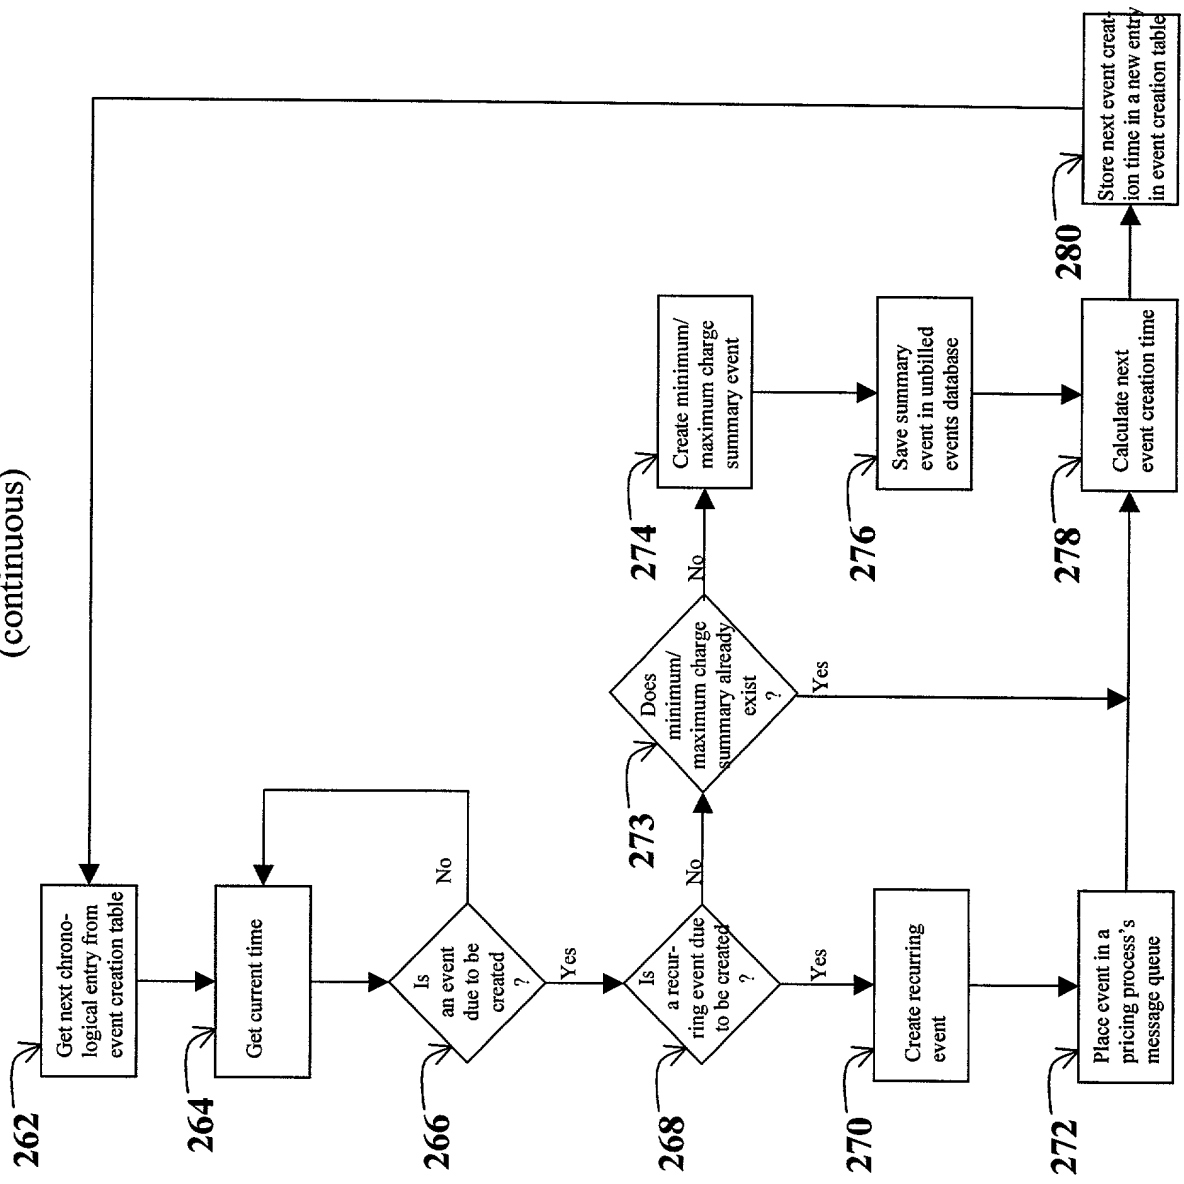 (continuous)
262
Get next chrono-
logical entry from
event creation table
264
Get current time
266
Is
an event
due to be
created
?
No
Yes
268
Is
a recur-
ring event due
to be created
?
No
Yes
270
Create recurring
event
272
Place event in a
pricing process's
message queue
273
Does
minimum/
maximum charge
summary already
exist
?
No
Yes
274
Create minimum/
maximum charge
summary event
276
Save summary
event in unbilled
events database
278
Calculate next
event creation time
280
Store next event creat-
ion time in a new entry
in event creation table